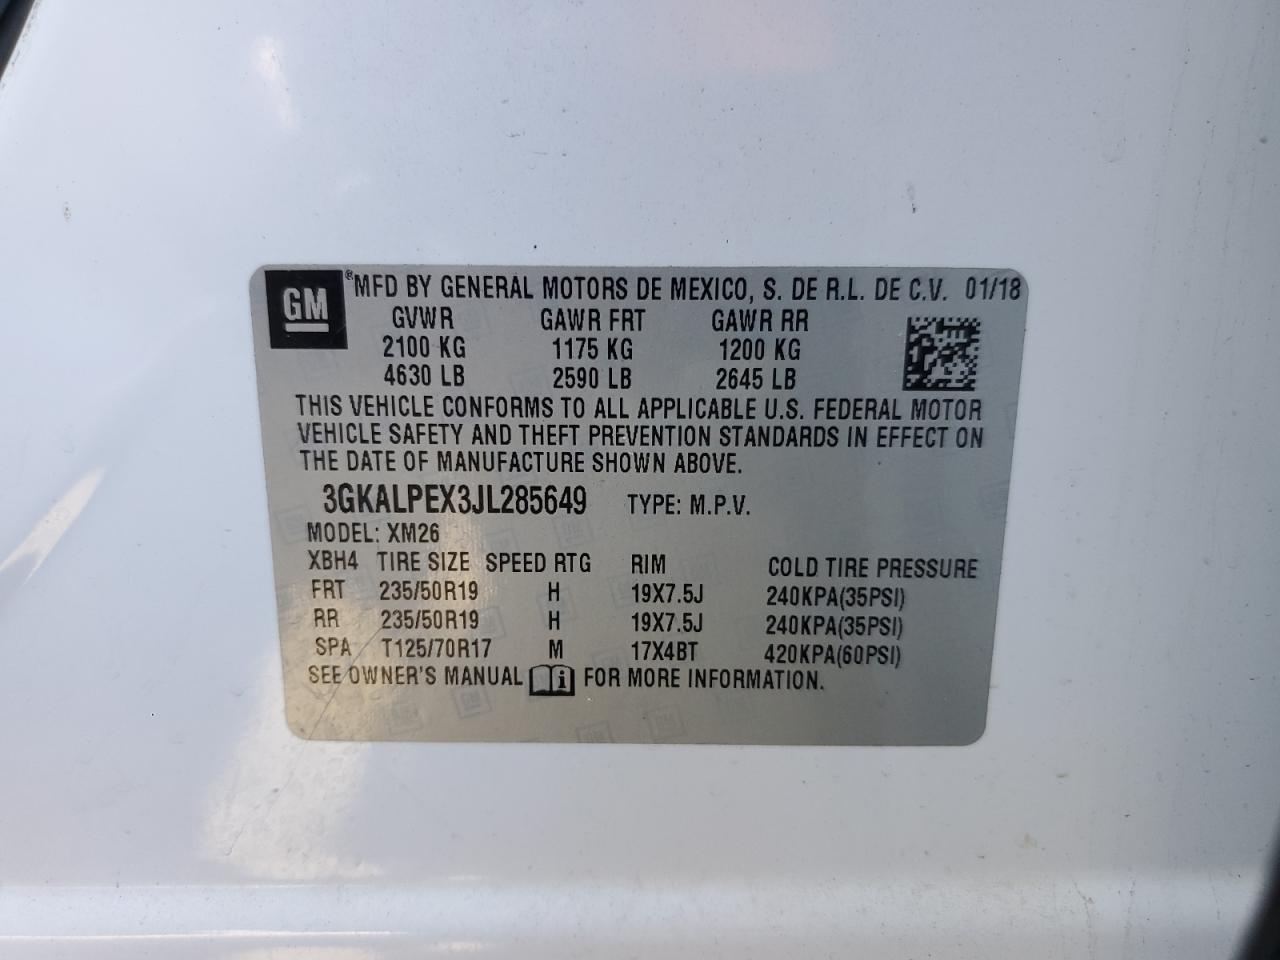 GM ® MFD BY GENERAL MOTORS DE MEXICO, S. DE R.L. DE C.V. 01/18
GVWR GAWR FRT GAWR RR
2100 KG 1175 KG 1200 KG
4630 LB 2590 LB 2645 LB
THIS VEHICLE CONFORMS TO ALL APPLICABLE U.S. FEDERAL MOTOR
VEHICLE SAFETY AND THEFT PREVENTION STANDARDS IN EFFECT ON
THE DATE OF MANUFACTURE SHOWN ABOVE.
3GKALPEX3JL285649 TYPE: M.P.V.
MODEL: XM26
XBH4 TIRE SIZE SPEED RTG RIM COLD TIRE PRESSURE
FRT 235/50R19 H 19X7.5J 240KPA(35PSI)
RR 235/50R19 H 19X7.5J 240KPA(35PSI)
SPA T125/70R17 M 17X4BT 420KPA(60PSI)
SEE OWNER'S MANUAL i FOR MORE INFORMATION.